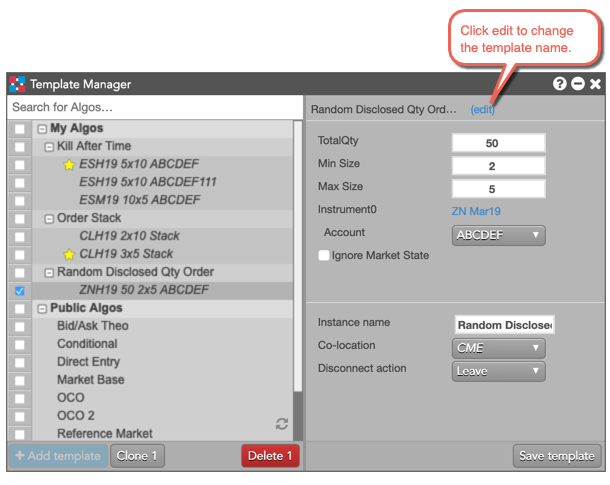 Click edit to change
the template name.
Template Manager
Search for Algos...
My Algos
Kill After Time
ESH19 5x10 ABCDEF
ESH19 5x10 ABCDEF111
ESM19 10x5 ABCDEF
Order Stack
CLH19 2x10 Stack
CLH19 3x5 Stack
Random Disclosed Qty Order
ZNH19 50 2x5 ABCDEF
Public Algos
Bid/Ask Theo
Conditional
Direct Entry
Market Base
OCO
OCO 2
Reference Market
+ Add template
Clone 1
Delete 1
Random Disclosed Qty Ord... (edit)
TotalQty 50
Min Size 2
Max Size 5
Instrument0 ZN Mar19
Account ABCDEF
Ignore Market State
Instance name Random Disclose
Co-location CME
Disconnect action Leave
Save template